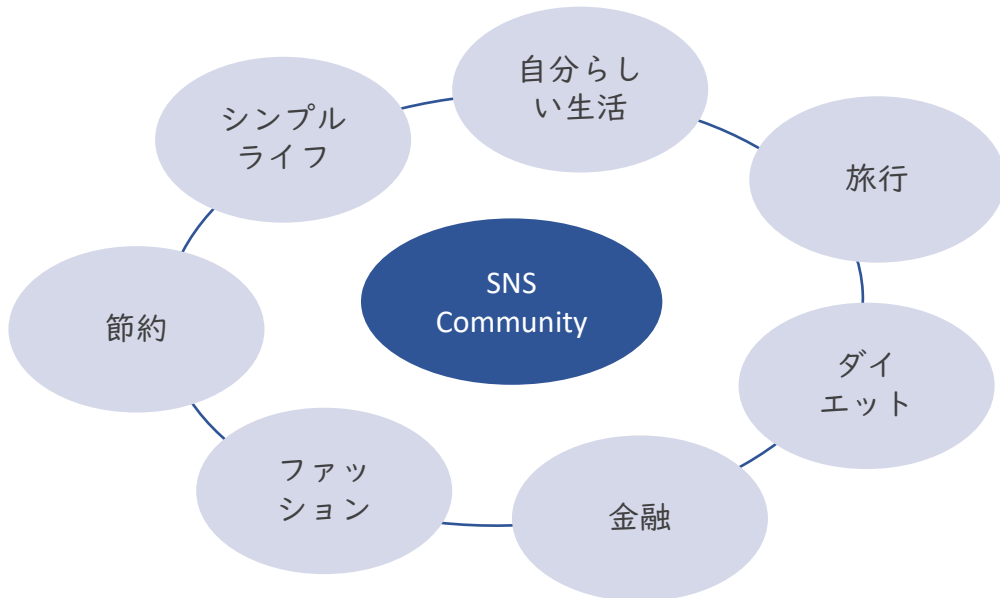 自分らし
い生活
旅行
ダイ
エット
金融
ファッ
ション
節約
シンプル
ライフ
SNS
Community